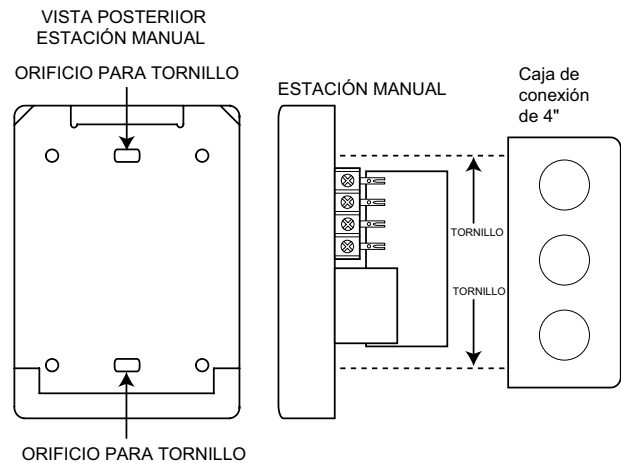 VISTA POSTERIIOR
ESTACIÓN MANUAL
ORIFICIO PARA TORNILLO
ESTACIÓN MANUAL
Caja de
conexión
de 4"
TORNILLO
TORNILLO
ORIFICIO PARA TORNILLO